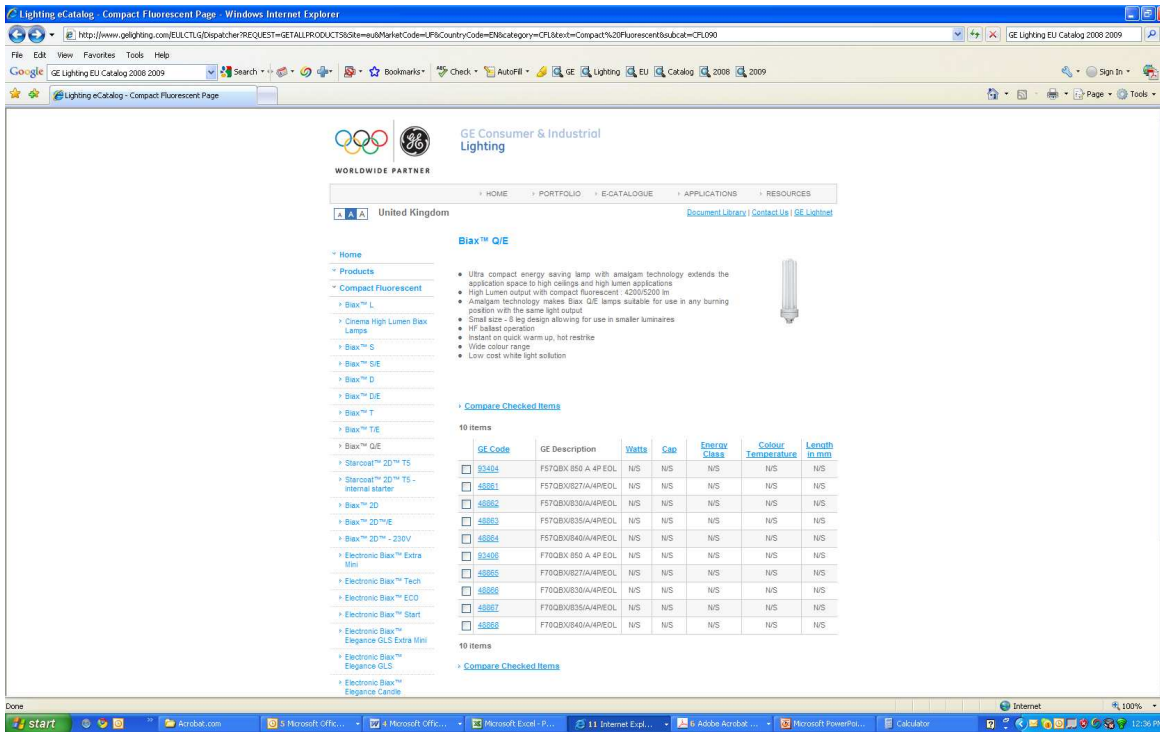 Lighting eCatalog - Compact Fluorescent Page - Windows Internet Explorer
http://www.gelighting.com/EULCTLG/Dispatcher?REQUEST=GETALLPRODUCTS&Site=eu&MarketCode=UF&CountryCode=EN&category=CFL&text=Compact%20Fluorescent&subcat=CFL090
GE Lighting EU Catalog 2008 2009
File Edit View Favorites Tools Help
Google GE Lighting EU Catalog 2008 2009 Search Bookmarks Check AutoFill GE Lighting EU Catalog 2008 2009 Sign In
Lighting eCatalog - Compact Fluorescent Page Page Tools
GE Consumer & Industrial
Lighting
WORLDWIDE PARTNER
HOME PORTFOLIO E-CATALOGUE APPLICATIONS RESOURCES
A A A United Kingdom Document Library | Contact Us | GE Lightnet
Home
Products
Compact Fluorescent
Biax™ L
Cinema High Lumen Biax
Lamps
Biax™ S
Biax™ S/E
Biax™ D
Biax™ D/E
Biax™ T
Biax™ T/E
Biax™ Q/E
Starcoat™ 2D™ T5
Starcoat™ 2D™ T5 -
internal starter
Biax™ 2D
Biax™ 2D™/E
Biax™ 2D™ - 230V
Electronic Biax™ Extra
Mini
Electronic Biax™ Tech
Electronic Biax™ ECO
Electronic Biax™ Start
Electronic Biax™
Elegance GLS Extra Mini
Electronic Biax™
Elegance GLS
Electronic Biax™
Elegance Candle
Biax™ Q/E
Ultra compact energy saving lamp with amalgam technology extends the
application space to high ceilings and high lumen applications
High Lumen output with compact fluorescent : 4200/5200 lm
Amalgam technology makes Biax Q/E lamps suitable for use in any burning
position with the same light output
Small size - 8 leg design allowing for use in smaller luminaires
HF ballast operation
Instant on quick warm up, hot restrike
Wide colour range
Low cost white light sollution
Compare Checked Items
10 items
GE Code GE Description Watts Cap Energy Class Colour Temperature Length in mm
93404 F57QBX 850 A 4P EOL N/S N/S N/S N/S N/S
48861 F57QBX/827/A/4P/EOL N/S N/S N/S N/S N/S
48862 F57QBX/830/A/4P/EOL N/S N/S N/S N/S N/S
48863 F57QBX/835/A/4P/EOL N/S N/S N/S N/S N/S
48864 F57QBX/840/A/4P/EOL N/S N/S N/S N/S N/S
93406 F70QBX 850 A 4P EOL N/S N/S N/S N/S N/S
48865 F70QBX/827/A/4P/EOL N/S N/S N/S N/S N/S
48866 F70QBX/830/A/4P/EOL N/S N/S N/S N/S N/S
48867 F70QBX/835/A/4P/EOL N/S N/S N/S N/S N/S
48868 F70QBX/840/A/4P/EOL N/S N/S N/S N/S N/S
10 items
Compare Checked Items
Done Internet 100%
start Acrobat.com 5 Microsoft Offic... 4 Microsoft Offic... Microsoft Excel - P... 11 Internet Expl... 6 Adobe Acrobat ... Microsoft PowerPoi... Calculator 12:36 PM